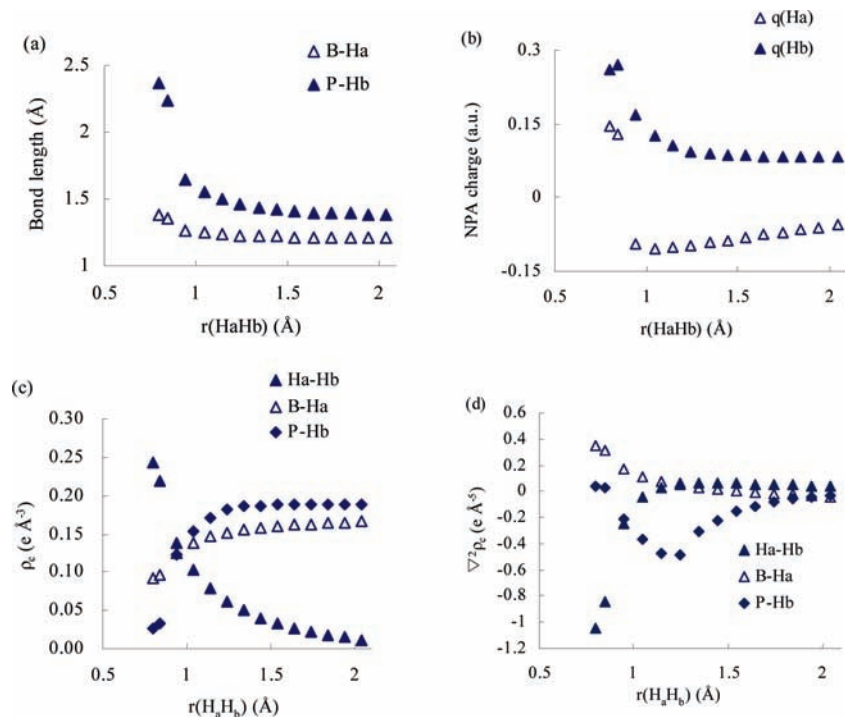 (a)
B-Ha
P-Hb
2.5
2
1.5
1
Bond length (Å)
0.5 1 1.5 2
r(HaHb) (Å)
(b)
q(Ha)
q(Hb)
0.3
0.15
0
-0.15
NPA charge (a.u.)
0.5 1 1.5 2
r(HaHb) (Å)
(c)
Ha-Hb
B-Ha
P-Hb
0.30
0.25
0.20
0.15
0.10
0.05
0.00
ρc (e Å-3)
0.5 1 1.5 2
r(HaHb) (Å)
(d)
0.6
0.4
0.2
0
-0.2
-0.4
-0.6
-0.8
-1
-1.2
▽2ρc (e Å-5)
Ha-Hb
B-Ha
P-Hb
0.5 1 1.5 2
r(HaHb) (Å)